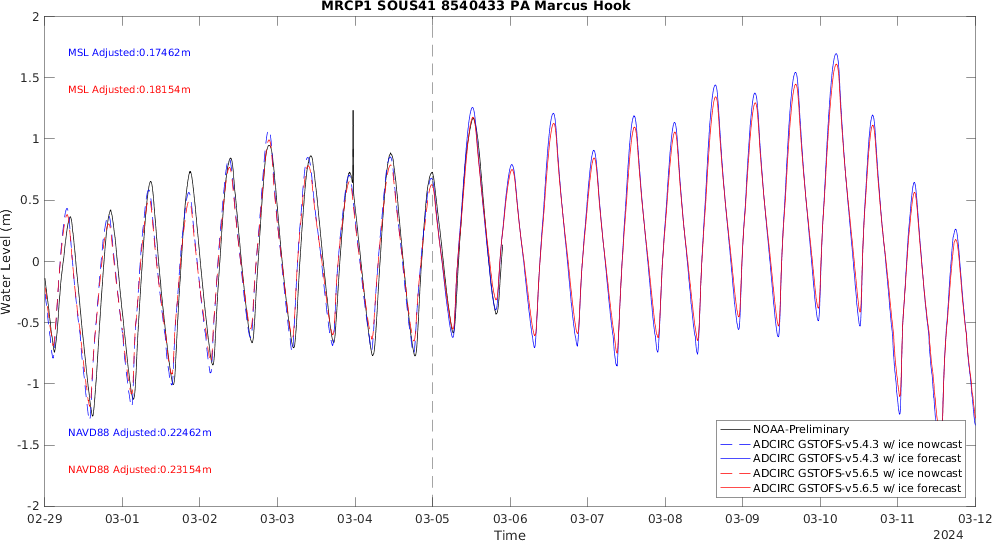 MRCP1 SOUS41 8540433 PA Marcus Hook
2
1.5
1
0.5
0
-0.5
-1
-1.5
-2
Water Level (m)
MSL Adjusted:0.17462m
MSL Adjusted:0.18154m
NAVD88 Adjusted:0.22462m
NAVD88 Adjusted:0.23154m
NOAA-Preliminary
ADCIRC GSTOFS-v5.4.3 w/ ice nowcast
ADCIRC GSTOFS-v5.4.3 w/ ice forecast
ADCIRC GSTOFS-v5.6.5 w/ ice nowcast
ADCIRC GSTOFS-v5.6.5 w/ ice forecast
02-29 03-01 03-02 03-03 03-04 03-05 03-06 03-07 03-08 03-09 03-10 03-11 03-12
Time
2024